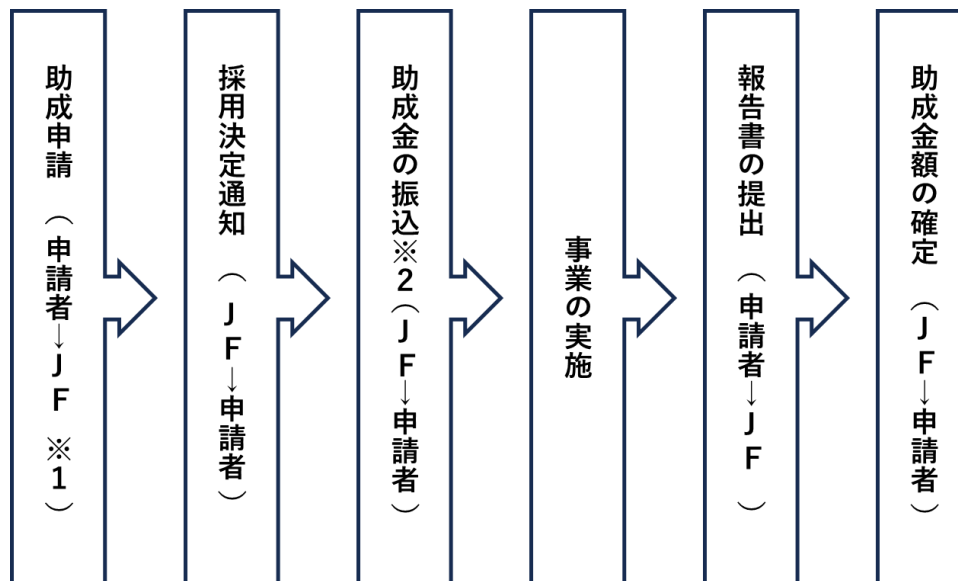 助成申請（申請者→JF※1）
採用決定通知（JF→申請者）
助成金の振込※2（JF→申請者）
事業の実施
報告書の提出（申請者→JF）
助成金額の確定（JF→申請者）